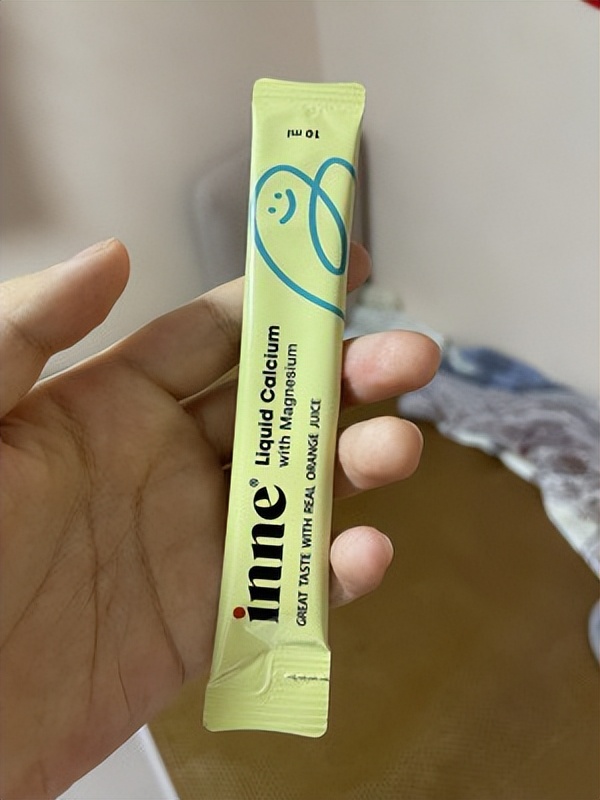 10 ml
inne®
Liquid Calcium
with Magnesium
GREAT TASTE WITH REAL ORANGE JUICE